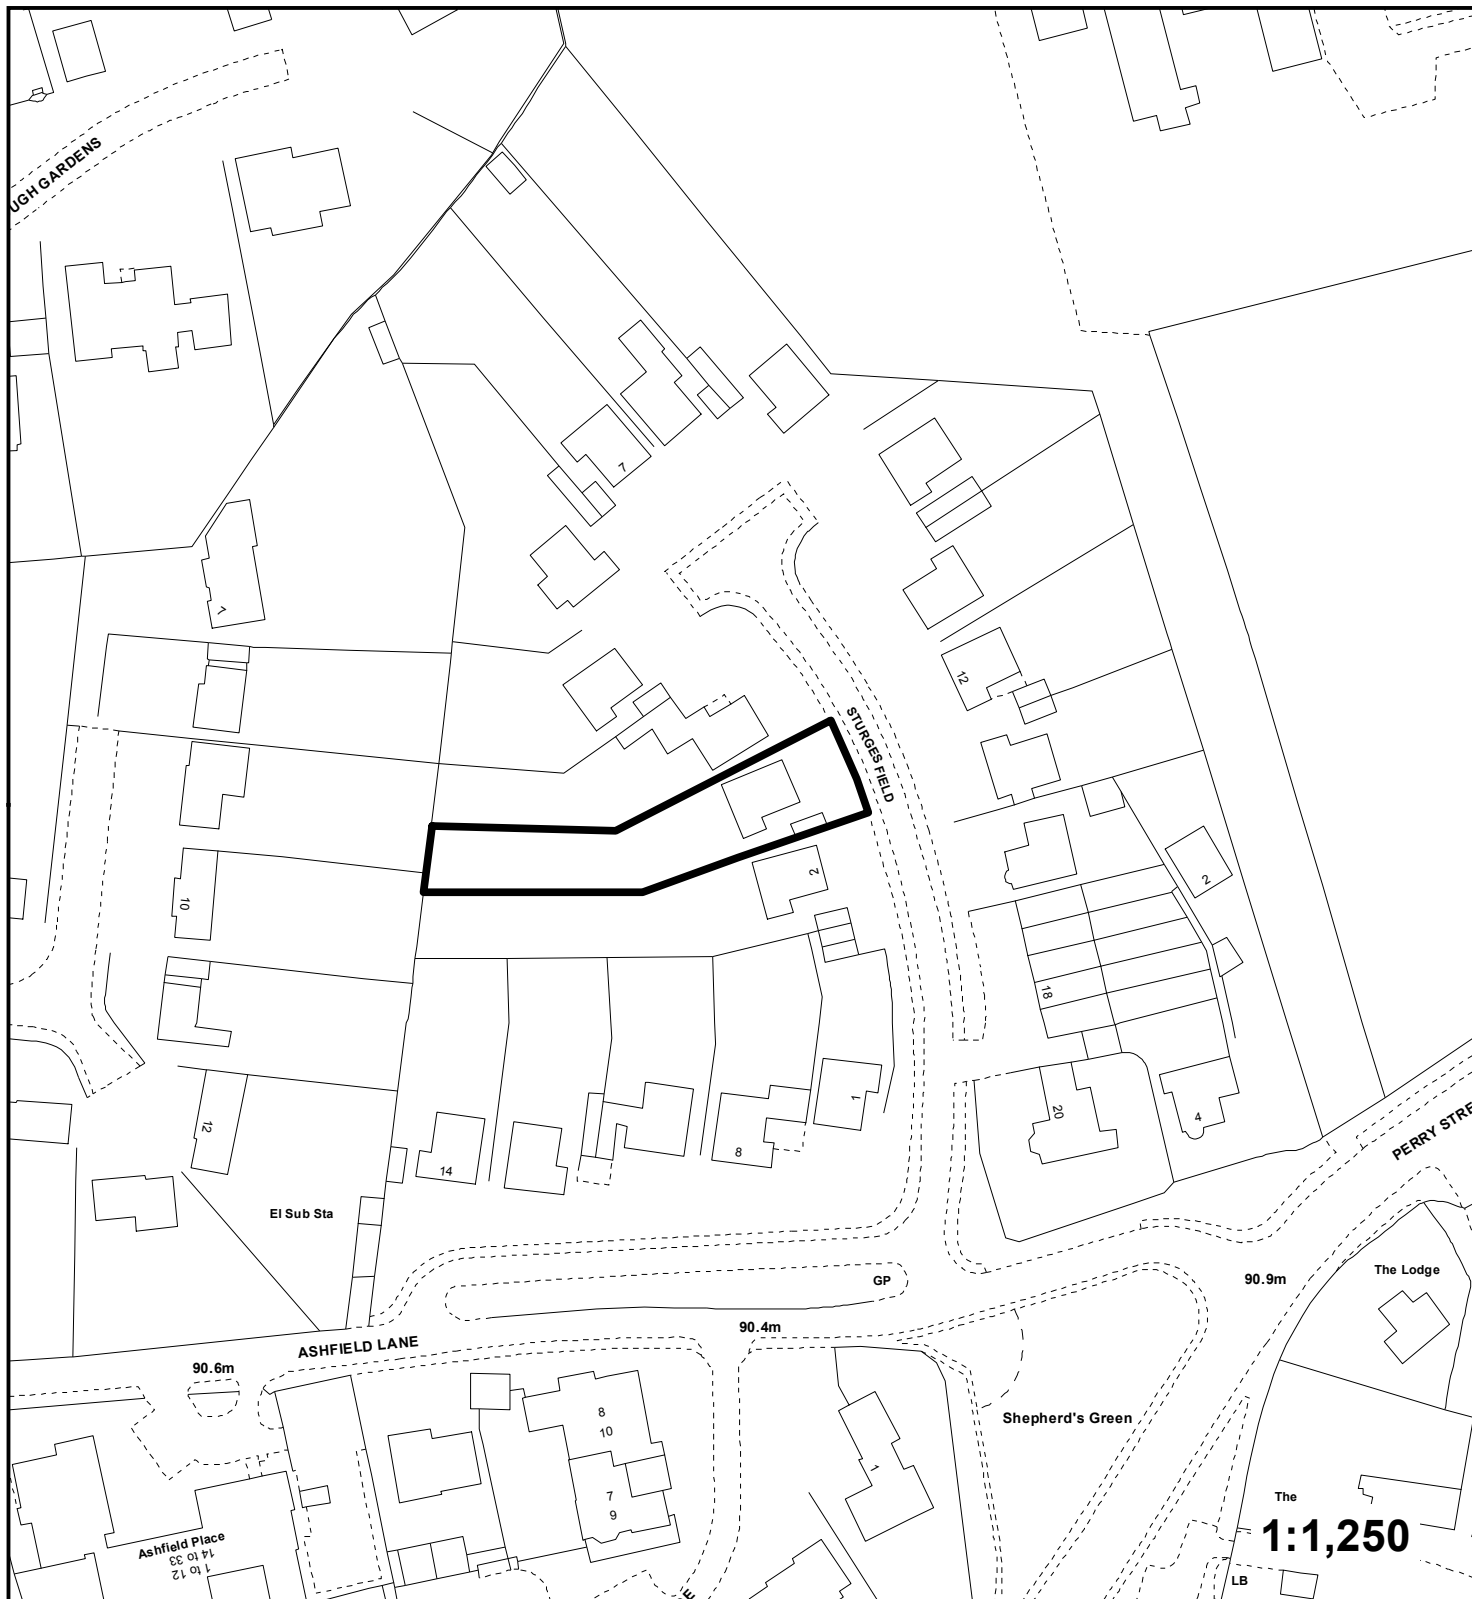 UGH GARDENS
7
7
12
STURGES FIELD
2
2
10
18
1
20
4
12
14
8
PERRY STRE
El Sub Sta
GP
90.9m
The Lodge
90.4m
ASHFIELD LANE
90.6m
Shepherd's Green
8
10
1
7
9
The
1:1,250
Ashfield Place
1 to 12
14 to 33
LB
E